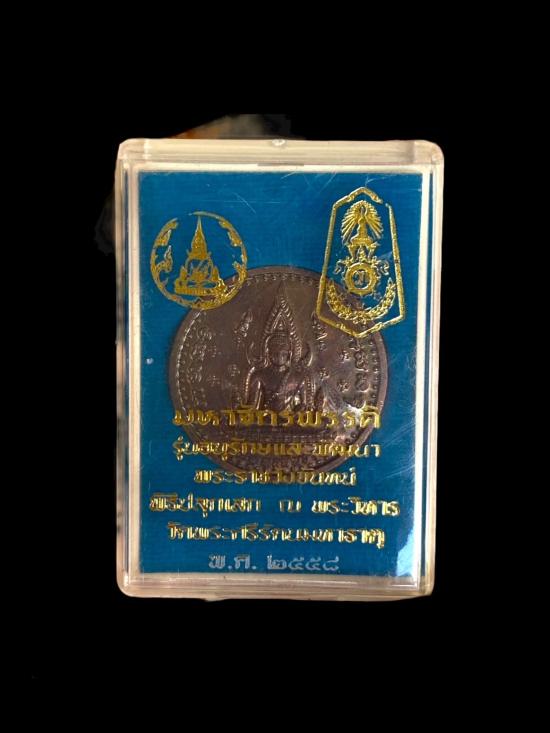 มหาจักรพรรดิ
รุ่นอนุรักษ์และพัฒนา
พระราชวังจันทน์
พิธีปลุกเสก ณ พระวิหาร
วัดพระศรีรัตนมหาธาตุ
พ.ศ. ๒๕๕๘